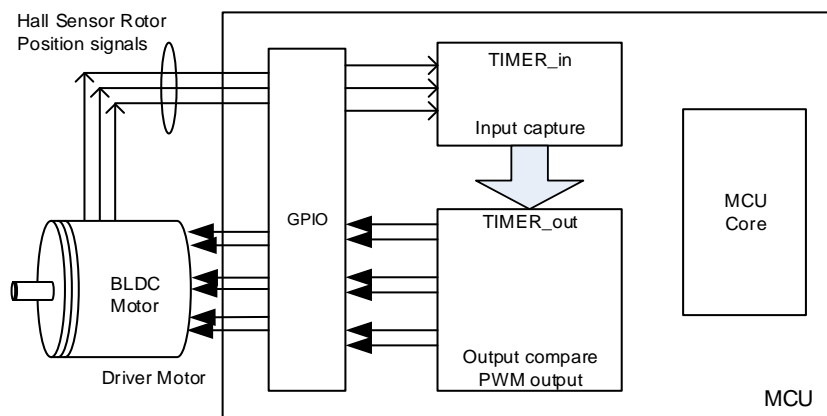 Hall Sensor Rotor
Position signals
TIMER_in
Input capture
MCU
Core
GPIO
TIMER_out
BLDC
Motor
Output compare
PWM output
Driver Motor
MCU